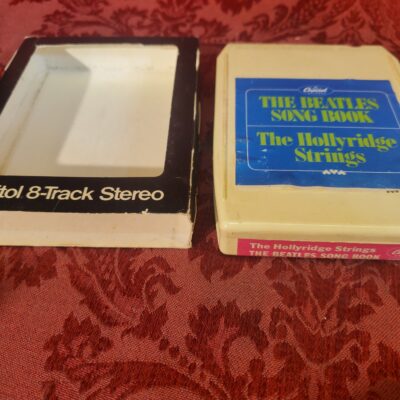 itol 8-Track Stereo
Capitol
THE BEATLES
SONG BOOK
The Hollyridge
Strings
The Hollyridge Strings
THE BEATLES SONG BOOK